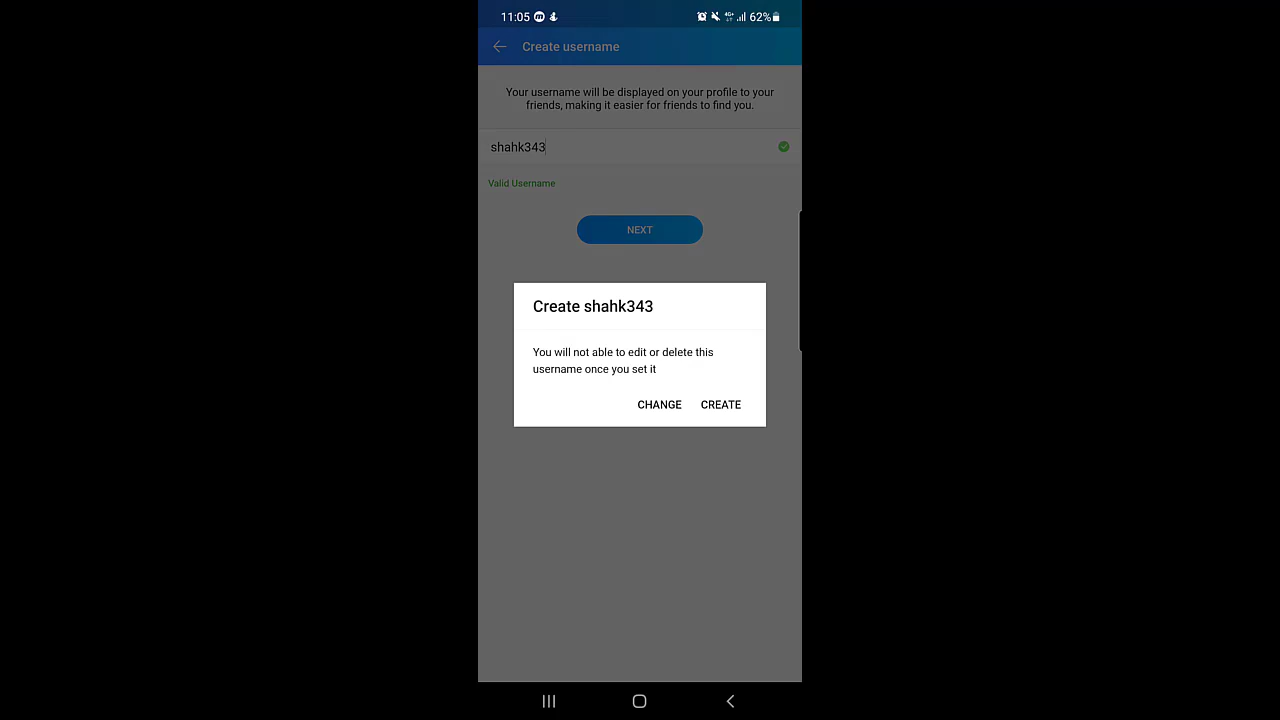 11:05 62%
Create username
Your username will be displayed on your profile to your
friends, making it easier for friends to find you.
shahk343
Valid Username
NEXT
Create shahk343
You will not able to edit or delete this
username once you set it
CHANGE CREATE